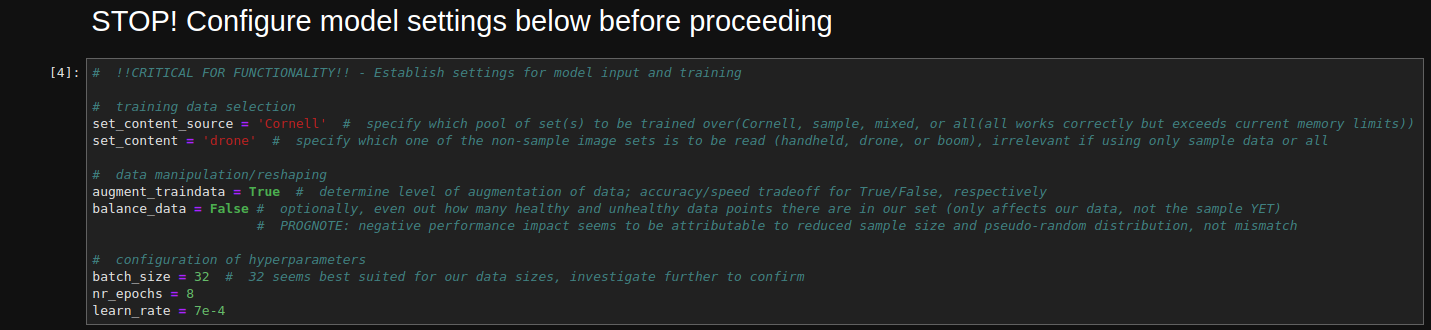 STOP! Configure model settings below before proceeding
[4]: #  !!CRITICAL FOR FUNCTIONALITY!! - Establish settings for model input and training
#  training data selection
set_content_source = 'Cornell'  #  specify which pool of set(s) to be trained over(Cornell, sample, mixed, or all(all works correctly but exceeds current memory limits))
set_content = 'drone'  #  specify which one of the non-sample image sets is to be read (handheld, drone, or boom), irrelevant if using only sample data or all
#  data manipulation/reshaping
augment_traindata = True  #  determine level of augmentation of data; accuracy/speed tradeoff for True/False, respectively
balance_data = False #  optionally, even out how many healthy and unhealthy data points there are in our set (only affects our data, not the sample YET)
#  PROGNOTE: negative performance impact seems to be attributable to reduced sample size and pseudo-random distribution, not mismatch
#  configuration of hyperparameters
batch_size = 32  #  32 seems best suited for our data sizes, investigate further to confirm
nr_epochs = 8
learn_rate = 7e-4